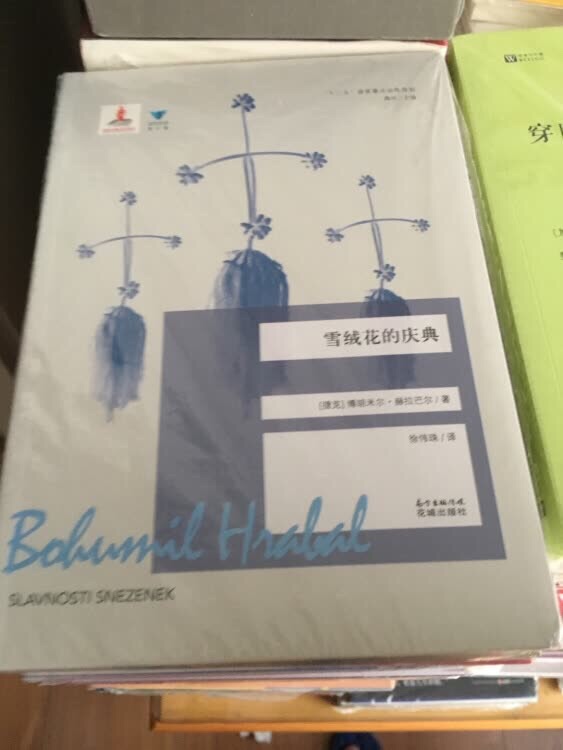 雪绒花的庆典
[捷克] 博胡米尔·赫拉巴尔 / 著
徐伟珠 / 译
花城出版社
Bohumil Hrabal
SLAVNOSTI SNEZENEK
穿